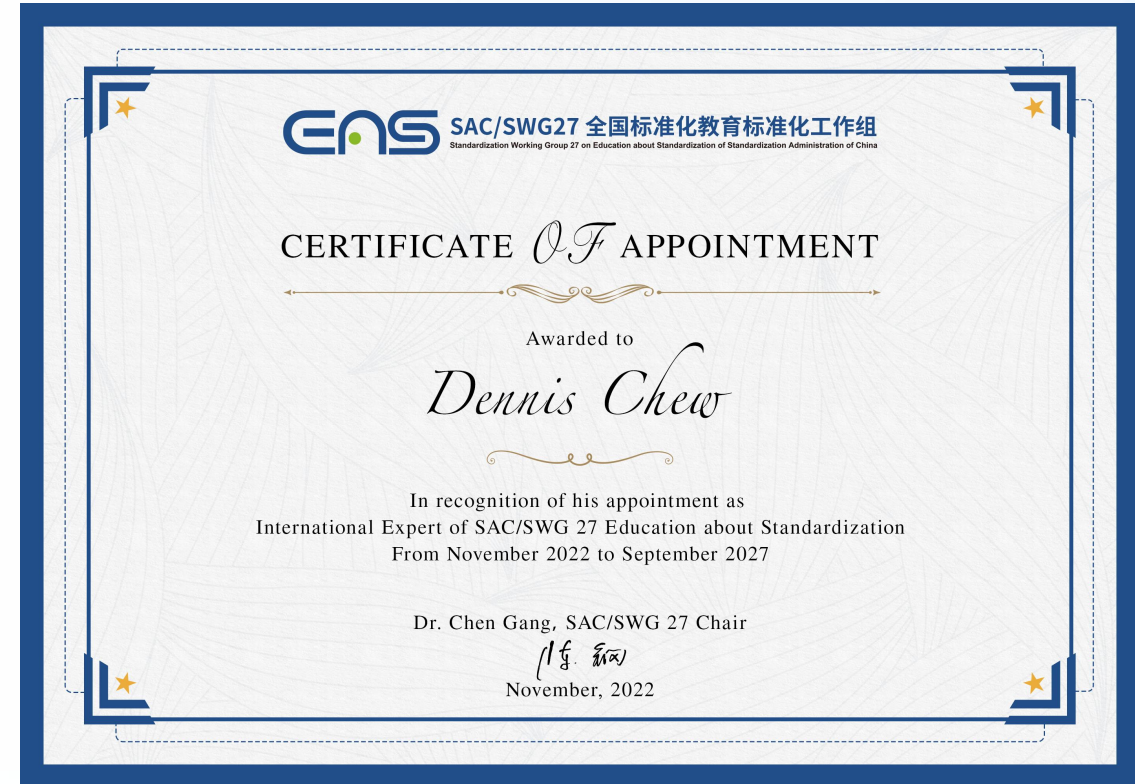 EAS SAC/SWG27 全国标准化教育标准化工作组
Standardization Working Group 27 on Education about Standardization of Standardization Administration of China
CERTIFICATE OF APPOINTMENT
Awarded to
Dennis Chew
In recognition of his appointment as
International Expert of SAC/SWG 27 Education about Standardization
From November 2022 to September 2027
Dr. Chen Gang, SAC/SWG 27 Chair
November, 2022